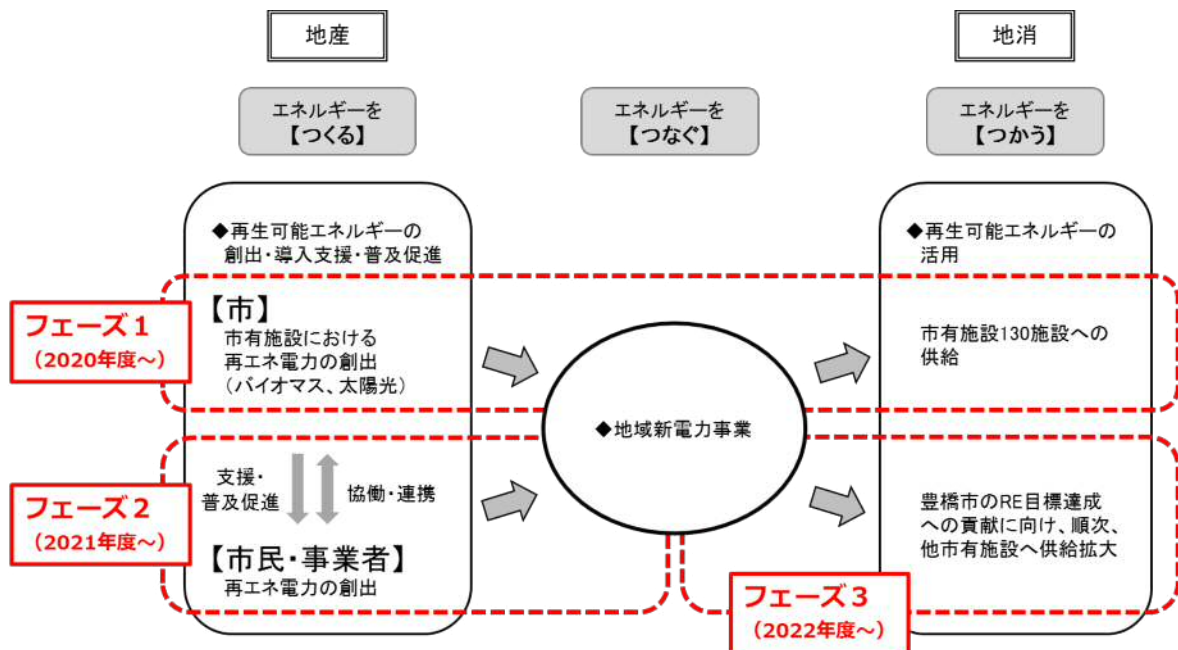 地産
地消
エネルギーを
【つくる】
エネルギーを
【つなぐ】
エネルギーを
【つかう】
◆再生可能エネルギーの
創出・導入支援・普及促進
◆再生可能エネルギーの
活用
フェーズ1
（2020年度～）
【市】
市有施設における
再エネ電力の創出
（バイオマス、太陽光）
市有施設130施設への
供給
◆地域新電力事業
フェーズ2
（2021年度～）
支援・
普及促進
協働・連携
【市民・事業者】
再エネ電力の創出
豊橋市のRE目標達成
への貢献に向け、順次、
他市有施設へ供給拡大
フェーズ3
（2022年度～）